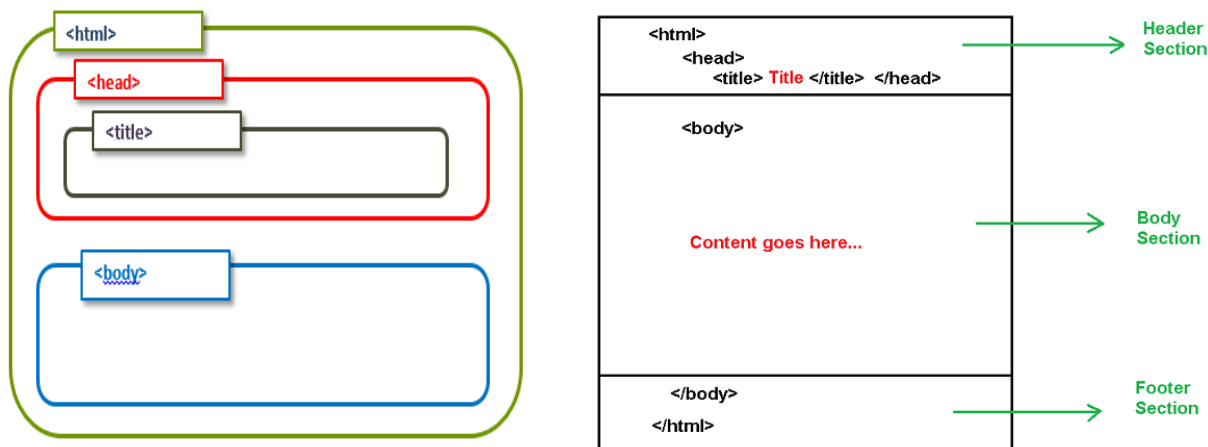 <html>
<head>
<title>
<body>
<html>
<head>
<title> Title </title> </head>
<body>
Content goes here...
</body>
</html>
Header
Section
Body
Section
Footer
Section